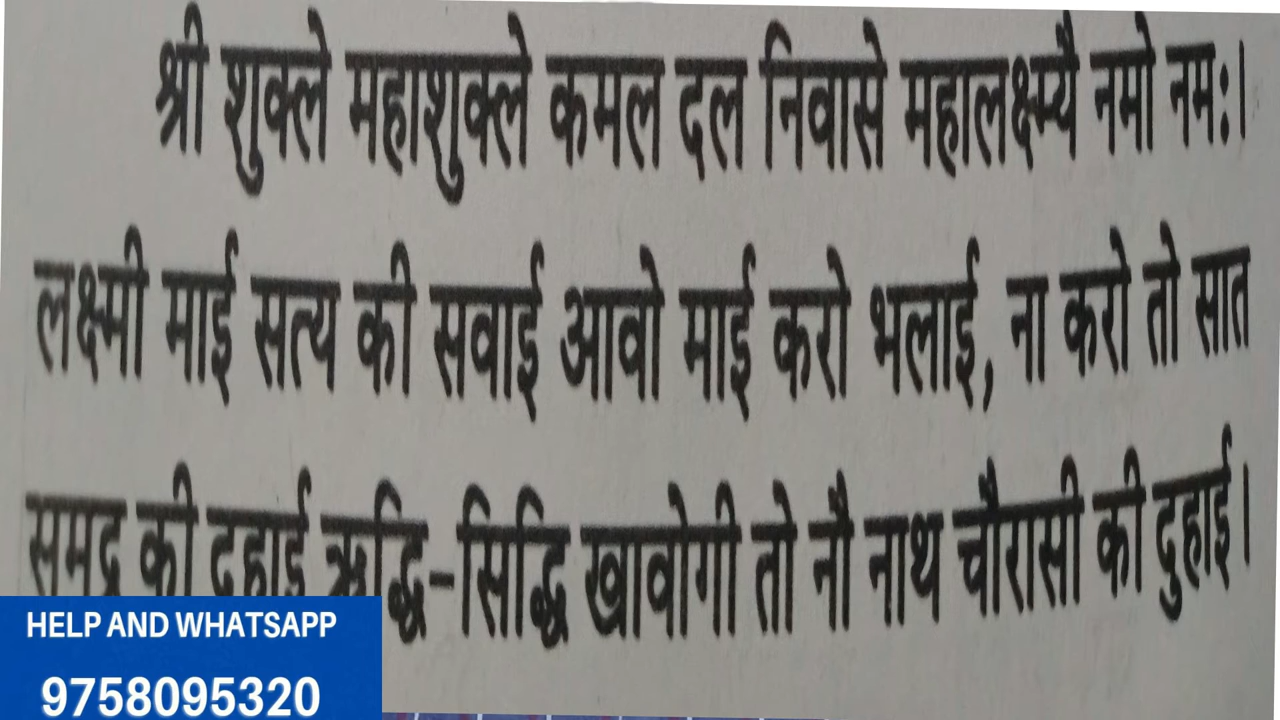 श्री शुक्ले महाशुक्ले कमल दल निवासे महालक्ष्म्यै नमो नमः।
लक्ष्मी माई सत्य की सवाई आवो माई करो भलाई, ना करो तो सात
समुद्र की दुहाई ऋद्धि-सिद्धि खावोगी तो नौ नाथ चौरासी की दुहाई।
HELP AND WHATSAPP
9758095320